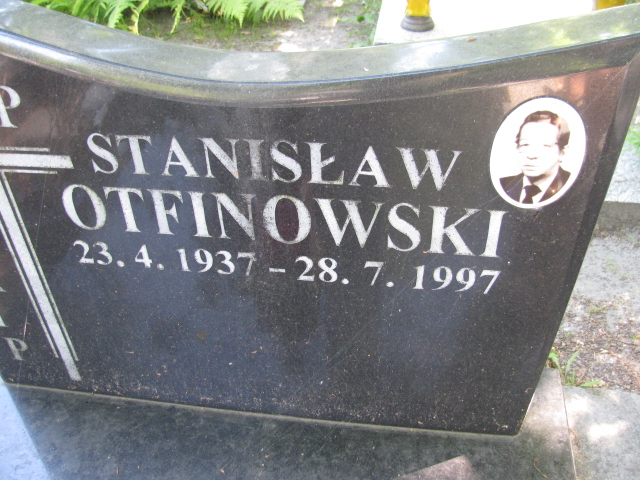 STANISŁAW
OTFINOWSKI
23. 4. 1937 - 28. 7. 1997
P
P